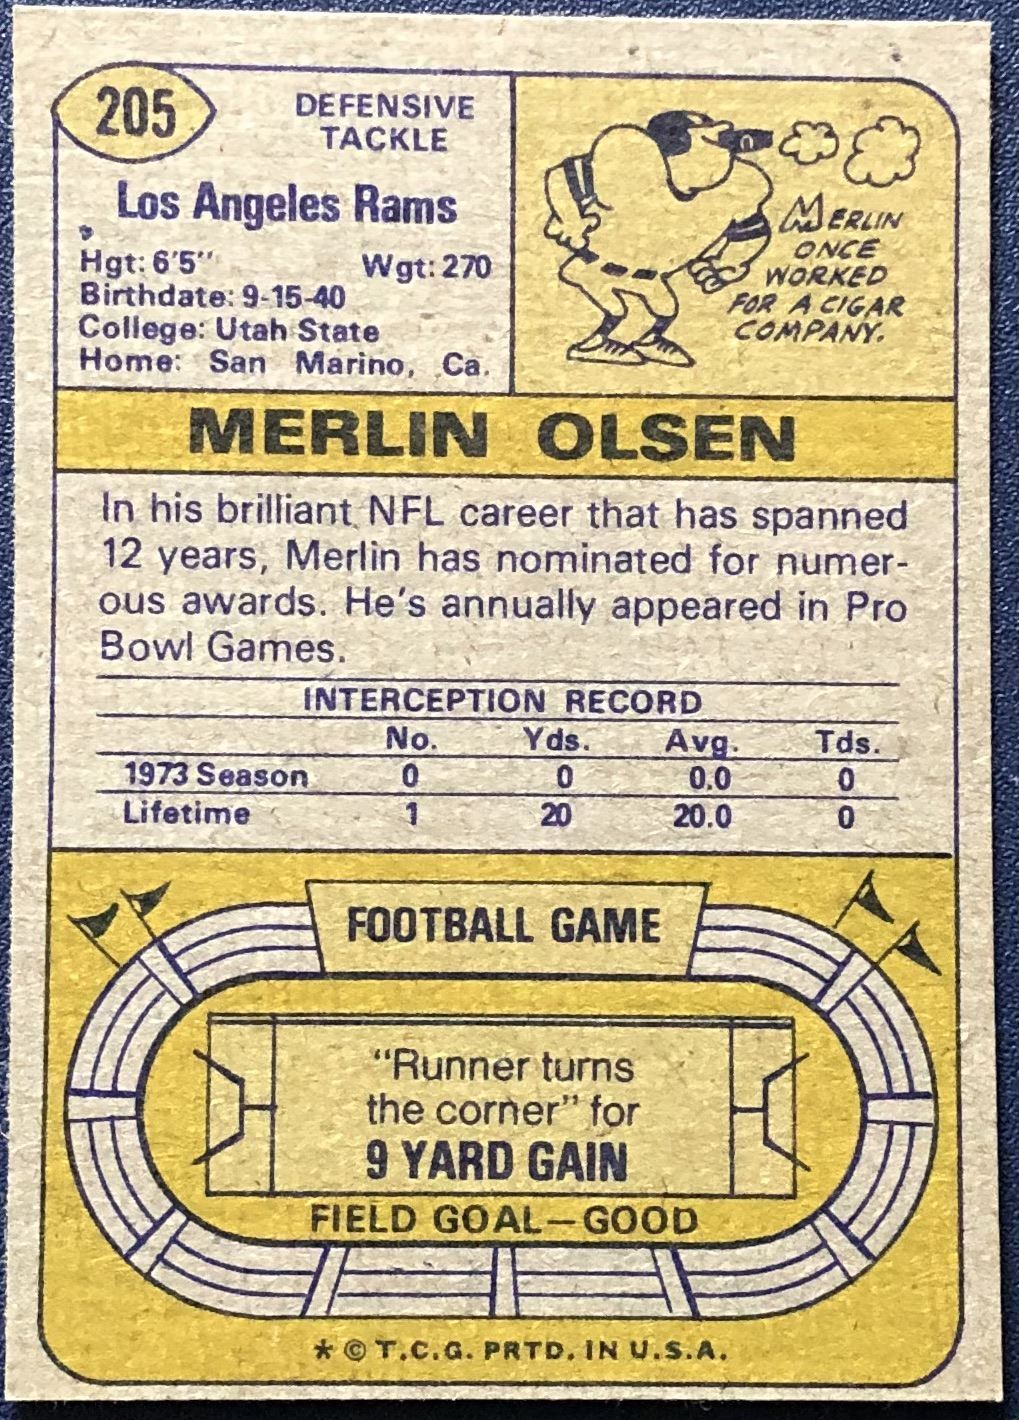 205
DEFENSIVE
TACKLE
Los Angeles Rams
Hgt: 6'5" Wgt: 270
Birthdate: 9-15-40
College: Utah State
Home: San Marino, Ca.
MERLIN
ONCE
WORKED
FOR A CIGAR
COMPANY.
MERLIN OLSEN
In his brilliant NFL career that has spanned
12 years, Merlin has nominated for numer-
ous awards. He's annually appeared in Pro
Bowl Games.
INTERCEPTION RECORD
No. Yds. Avg. Tds.
1973 Season 0 0 0.0 0
Lifetime 1 20 20.0 0
FOOTBALL GAME
"Runner turns
the corner" for
9 YARD GAIN
FIELD GOAL—GOOD
* © T.C.G. PRTD. IN U.S.A.